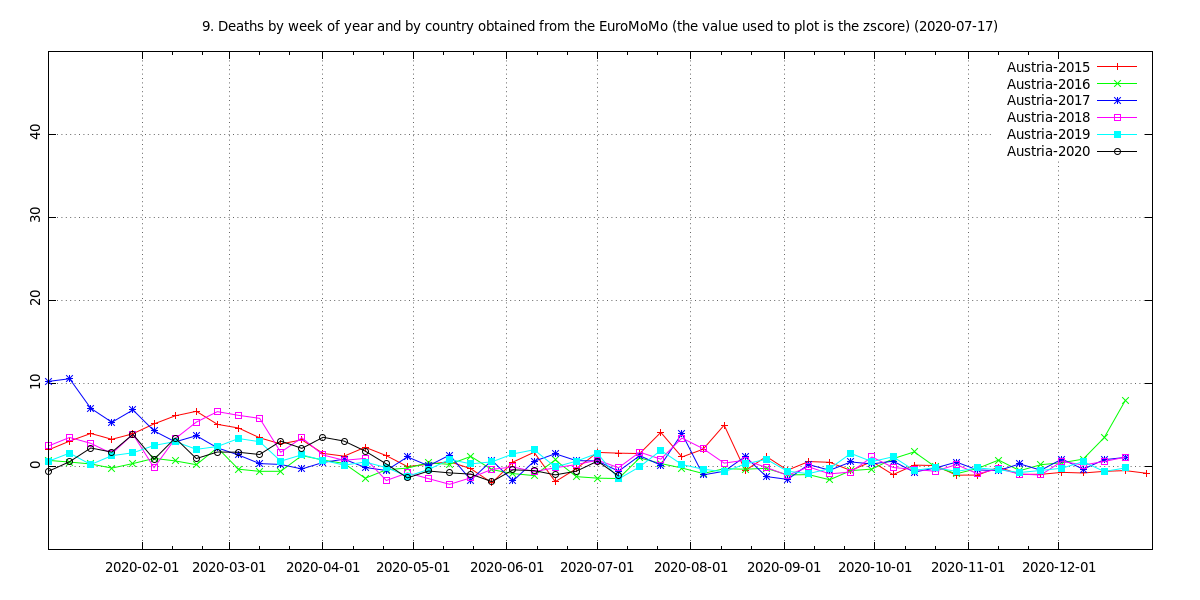 9. Deaths by week of year and by country obtained from the EuroMoMo (the value used to plot is the zscore) (2020-07-17)
Austria-2015
Austria-2016
Austria-2017
Austria-2018
Austria-2019
Austria-2020
40
30
20
10
0
2020-02-01 2020-03-01 2020-04-01 2020-05-01 2020-06-01 2020-07-01 2020-08-01 2020-09-01 2020-10-01 2020-11-01 2020-12-01